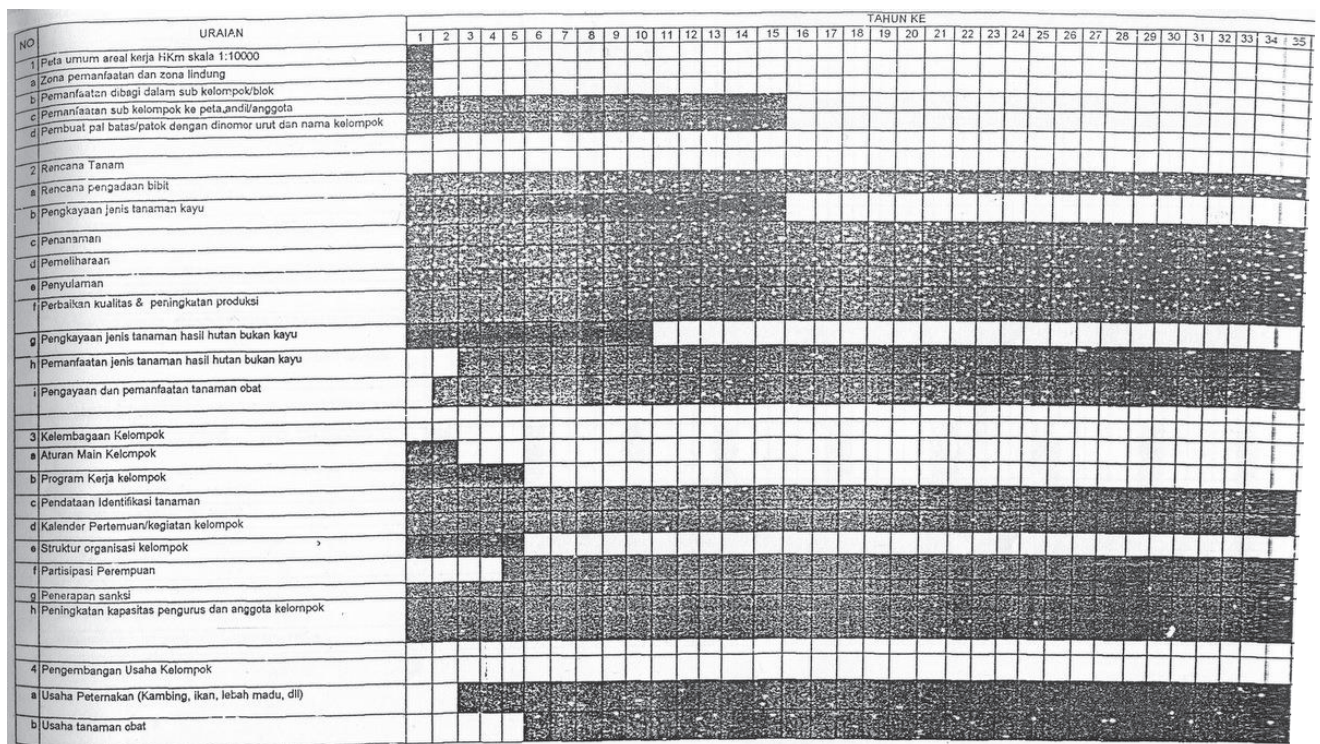 TAHUN KE
NO URAIAN 1 2 3 4 5 6 7 8 9 10 11 12 13 14 15 16 17 18 19 20 21 22 23 24 25 26 27 28 29 30 31 32 33 34 35
1 Peta umum areal kerja HKm skala 1:10000
a Zona pemanfaatan dan zona lindung
b Pemanfaatan dibagi dalam sub kelompok/blok
c Pemanfaatan sub kelompok ke peta,andil/anggota
d Pembuat pal batas/patok dengan dinomor urut dan nama kelompok
2 Rencana Tanam
a Rencana pengadaan bibit
b Pengkayaan jenis tanaman kayu
c Penanaman
d Pemeliharaan
e Penyulaman
f Perbaikan kualitas & peningkatan produksi
g Pengkayaan jenis tanaman hasil hutan bukan kayu
h Pemanfaatan jenis tanaman hasil hutan bukan kayu
i Pengayaan dan pemanfaatan tanaman obat
3 Kelembagaan Kelompok
a Aturan Main Kelompok
b Program Kerja kelompok
c Pendataan Identifikasi tanaman
d Kalender Pertemuan/kegiatan kelompok
e Struktur organisasi kelompok
f Partisipasi Perempuan
g Penerapan sanksi
h Peningkatan kapasitas pengurus dan anggota kelompok
4 Pengembangan Usaha Kelompok
a Usaha Peternakan (Kambing, ikan, lebah madu, dll)
b Usaha tanaman obat